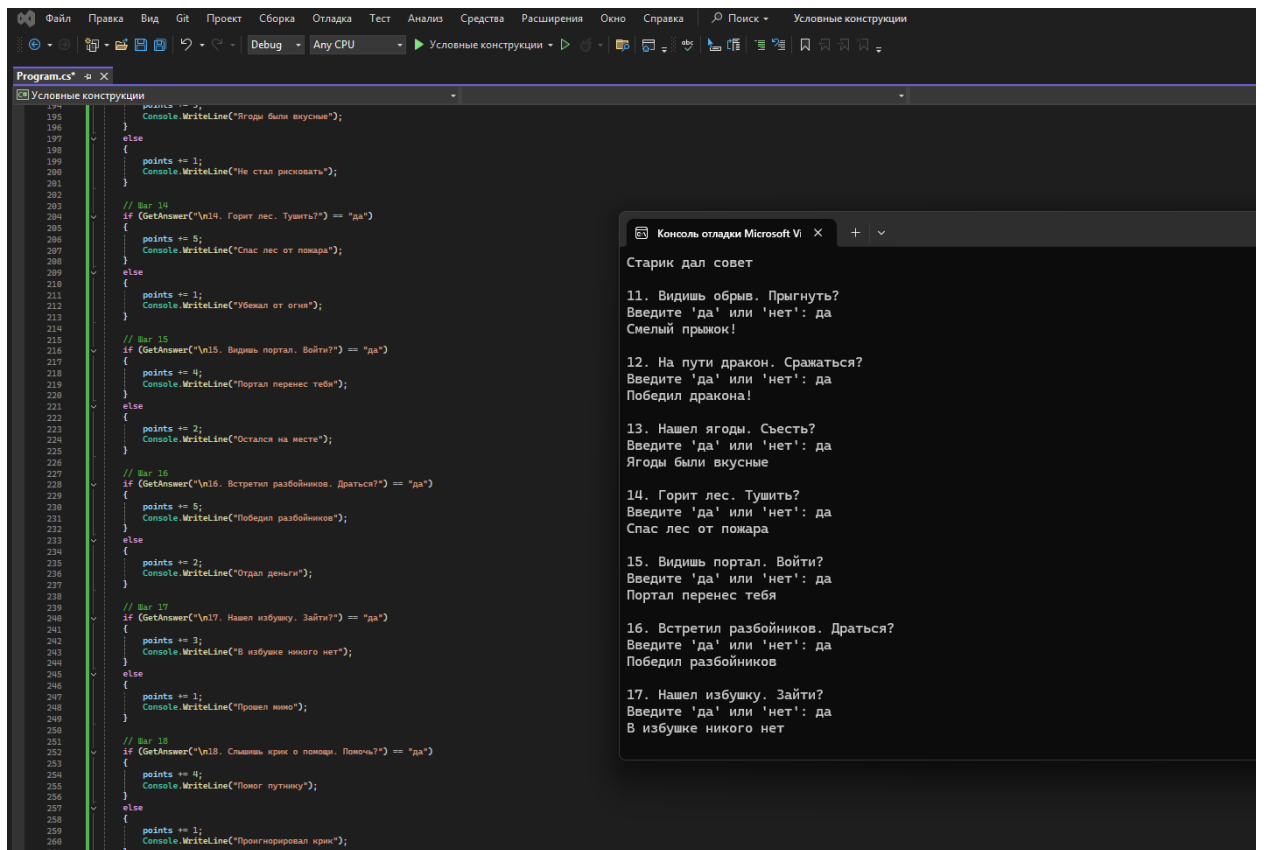 Файл Правка Вид Git Проект Сборка Отладка Тест Анализ Средства Расширения Окно Справка Поиск Условные конструкции
Debug Any CPU Условные конструкции
Program.cs*
Условные конструкции
194 points += 3;
195 Console.WriteLine("Ягоды были вкусные");
196 }
197 else
198 {
199 points += 1;
200 Console.WriteLine("Не стал рисковать");
201 }
202
203 // Шаг 14
204 if (GetAnswer("\n14. Горит лес. Тушить?") == "да")
205 {
206 points += 5;
207 Console.WriteLine("Спас лес от пожара");
208 }
209 else
210 {
211 points += 1;
212 Console.WriteLine("Убежал от огня");
213 }
214
215 // Шаг 15
216 if (GetAnswer("\n15. Видишь портал. Войти?") == "да")
217 {
218 points += 4;
219 Console.WriteLine("Портал перенес тебя");
220 }
221 else
222 {
223 points += 2;
224 Console.WriteLine("Остался на месте");
225 }
226
227 // Шаг 16
228 if (GetAnswer("\n16. Встретил разбойников. Драться?") == "да")
229 {
230 points += 5;
231 Console.WriteLine("Победил разбойников");
232 }
233 else
234 {
235 points += 2;
236 Console.WriteLine("Отдал деньги");
237 }
238
239 // Шаг 17
240 if (GetAnswer("\n17. Нашел избушку. Зайти?") == "да")
241 {
242 points += 3;
243 Console.WriteLine("В избушке никого нет");
244 }
245 else
246 {
247 points += 1;
248 Console.WriteLine("Прошел мимо");
249 }
250
251 // Шаг 18
252 if (GetAnswer("\n18. Слышишь крик о помощи. Помочь?") == "да")
253 {
254 points += 4;
255 Console.WriteLine("Помог путнику");
256 }
257 else
258 {
259 points += 1;
260 Console.WriteLine("Проигнорировал крик");
Консоль отладки Microsoft Vi
Старик дал совет
11. Видишь обрыв. Прыгнуть?
Введите 'да' или 'нет': да
Смелый прыжок!
12. На пути дракон. Сражаться?
Введите 'да' или 'нет': да
Победил дракона!
13. Нашел ягоды. Съесть?
Введите 'да' или 'нет': да
Ягоды были вкусные
14. Горит лес. Тушить?
Введите 'да' или 'нет': да
Спас лес от пожара
15. Видишь портал. Войти?
Введите 'да' или 'нет': да
Портал перенес тебя
16. Встретил разбойников. Драться?
Введите 'да' или 'нет': да
Победил разбойников
17. Нашел избушку. Зайти?
Введите 'да' или 'нет': да
В избушке никого нет